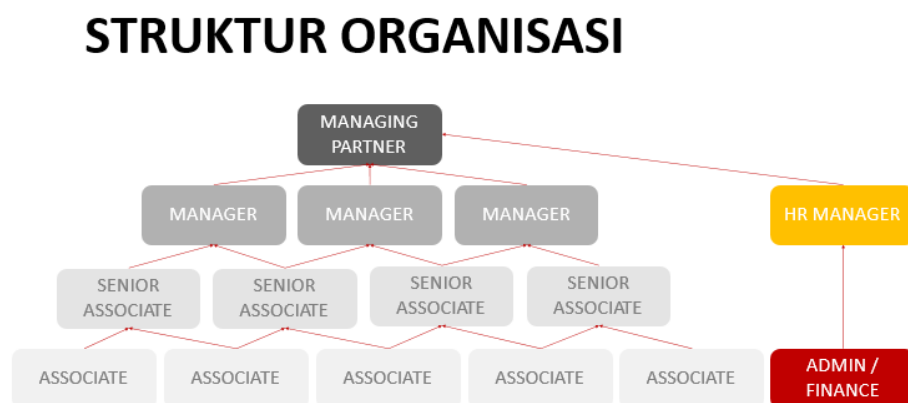 STRUKTUR ORGANISASI
MANAGING
PARTNER
MANAGER
MANAGER
MANAGER
HR MANAGER
SENIOR
ASSOCIATE
SENIOR
ASSOCIATE
SENIOR
ASSOCIATE
SENIOR
ASSOCIATE
ASSOCIATE
ASSOCIATE
ASSOCIATE
ASSOCIATE
ASSOCIATE
ADMIN /
FINANCE